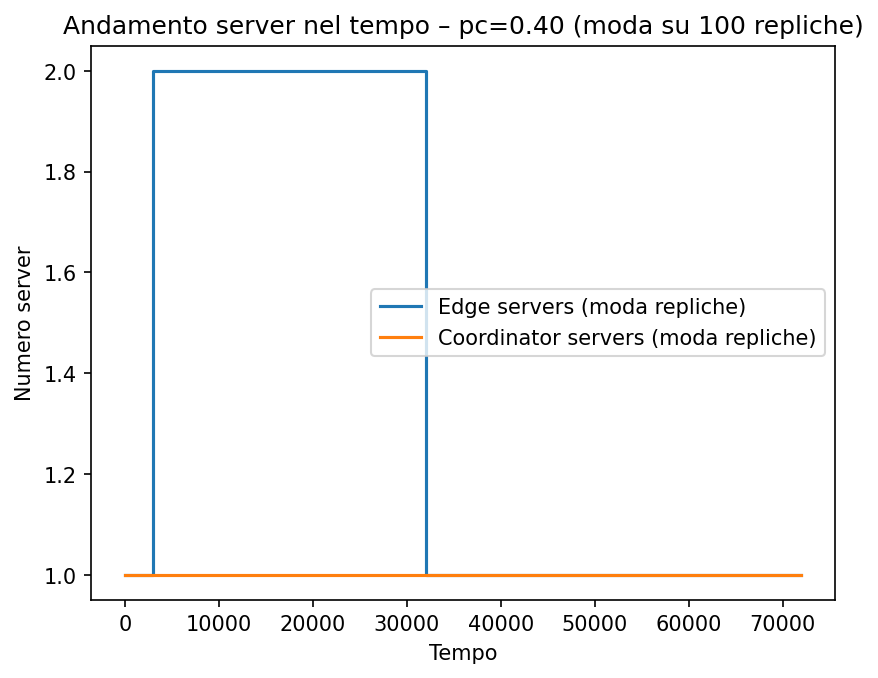 Andamento server nel tempo – pc=0.40 (moda su 100 repliche)
2.0
1.8
1.6
1.4
1.2
1.0
Numero server
Edge servers (moda repliche)
Coordinator servers (moda repliche)
0
10000
20000
30000
40000
50000
60000
70000
Tempo